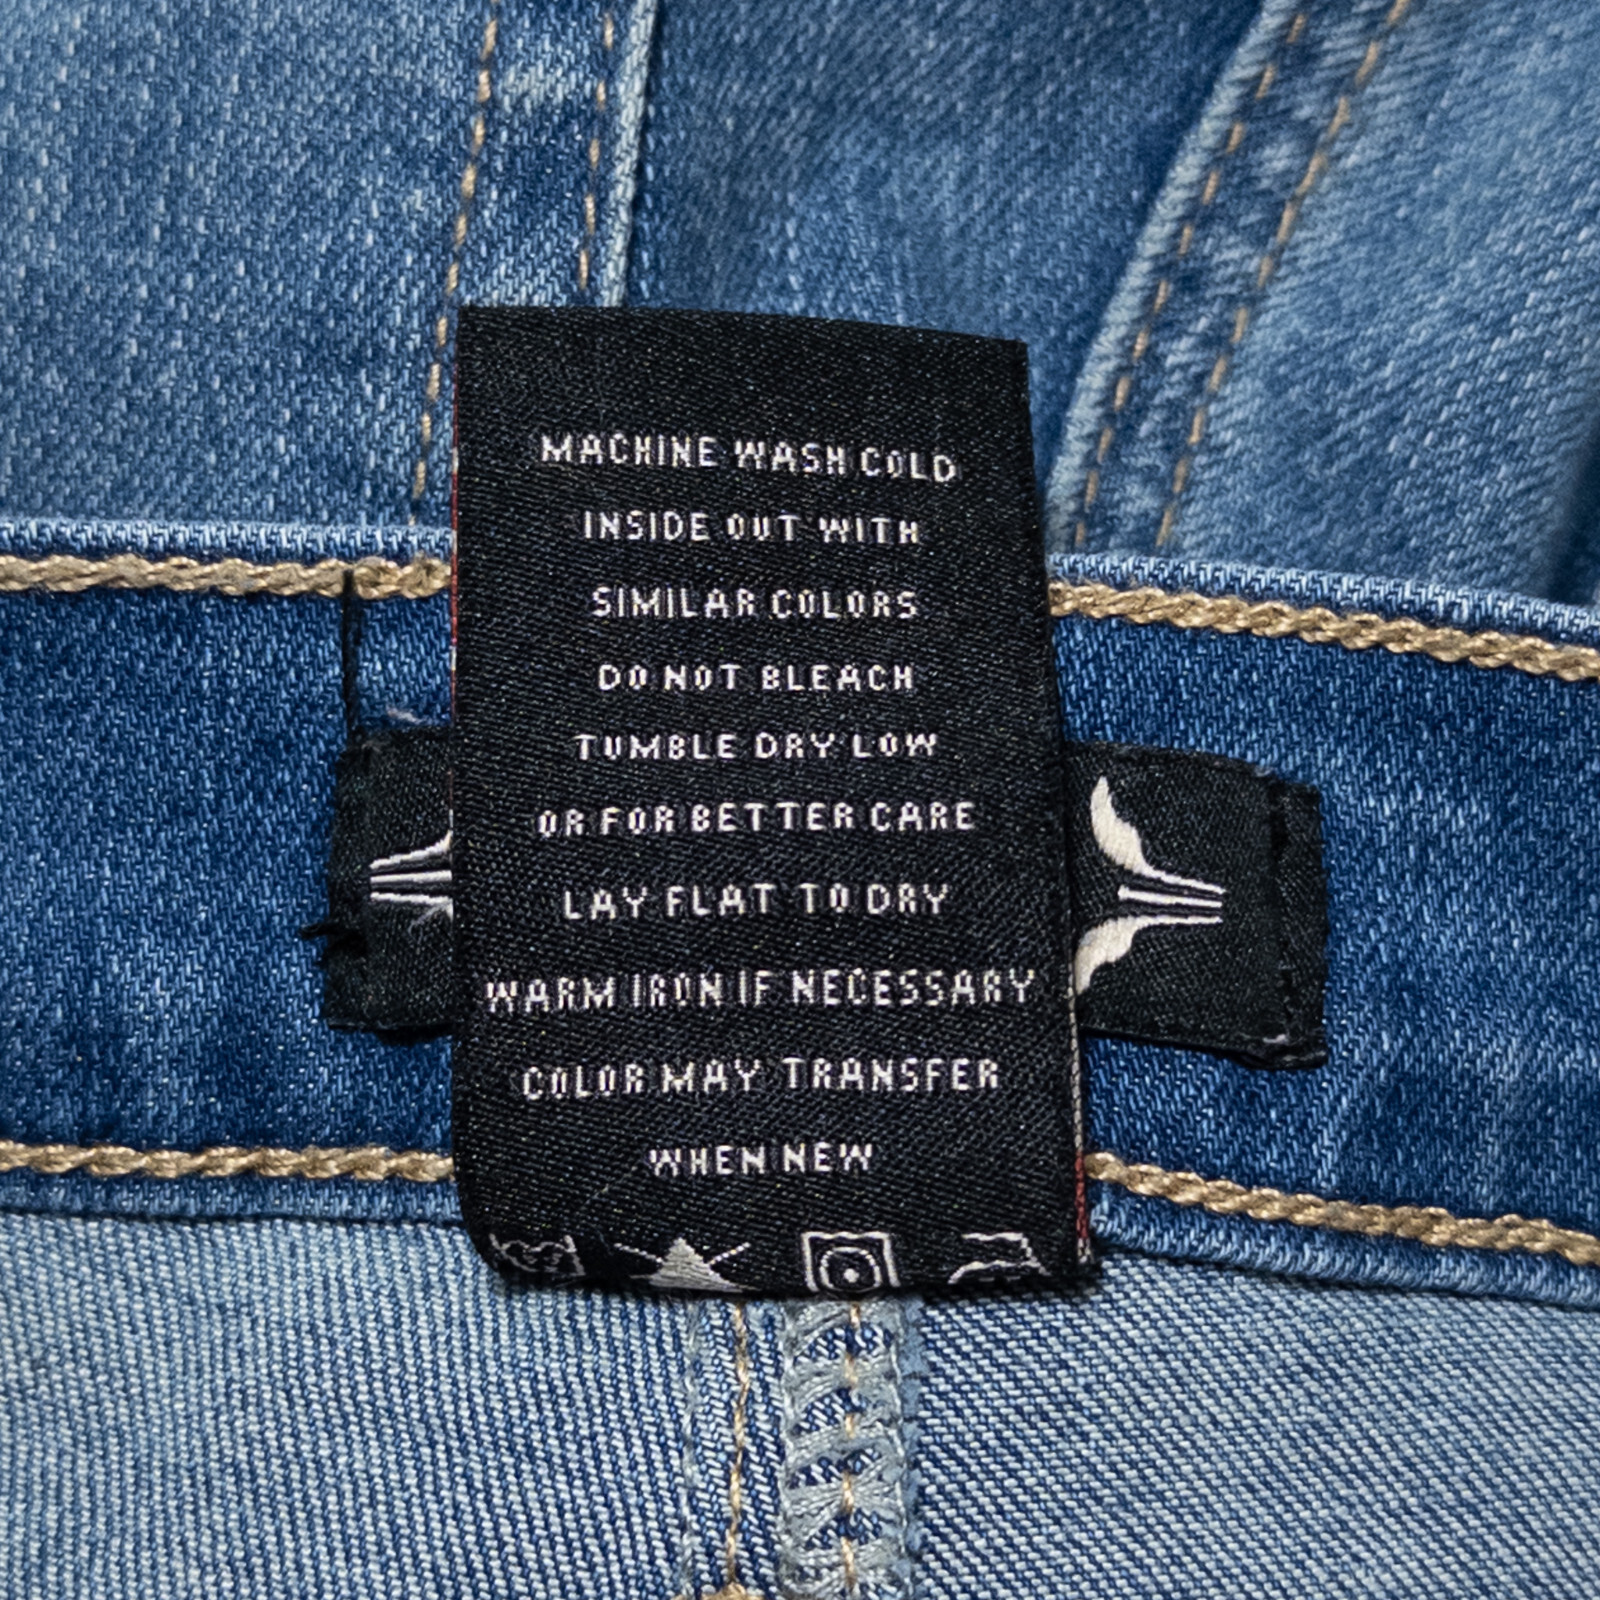 MACHINE WASH COLD
INSIDE OUT WITH
SIMILAR COLORS
DO NOT BLEACH
TUMBLE DRY LOW
OR FOR BETTER CARE
LAY FLAT TO DRY
WARM IRON IF NECESSARY
COLOR MAY TRANSFER
WHEN NEW